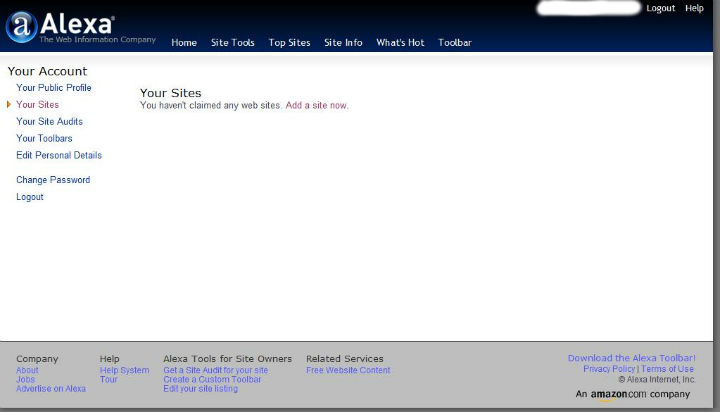 Logout Help
a Alexa®
The Web Information Company
Home Site Tools Top Sites Site Info What's Hot Toolbar
Your Account
Your Public Profile
Your Sites
Your Site Audits
Your Toolbars
Edit Personal Details
Change Password
Logout
Your Sites
You haven't claimed any web sites. Add a site now.
Company
About
Jobs
Advertise on Alexa
Help
Help System
Tour
Alexa Tools for Site Owners
Get a Site Audit for your site
Create a Custom Toolbar
Edit your site listing
Related Services
Free Website Content
Download the Alexa Toolbar!
Privacy Policy | Terms of Use
© Alexa Internet, Inc.
An amazon.com company